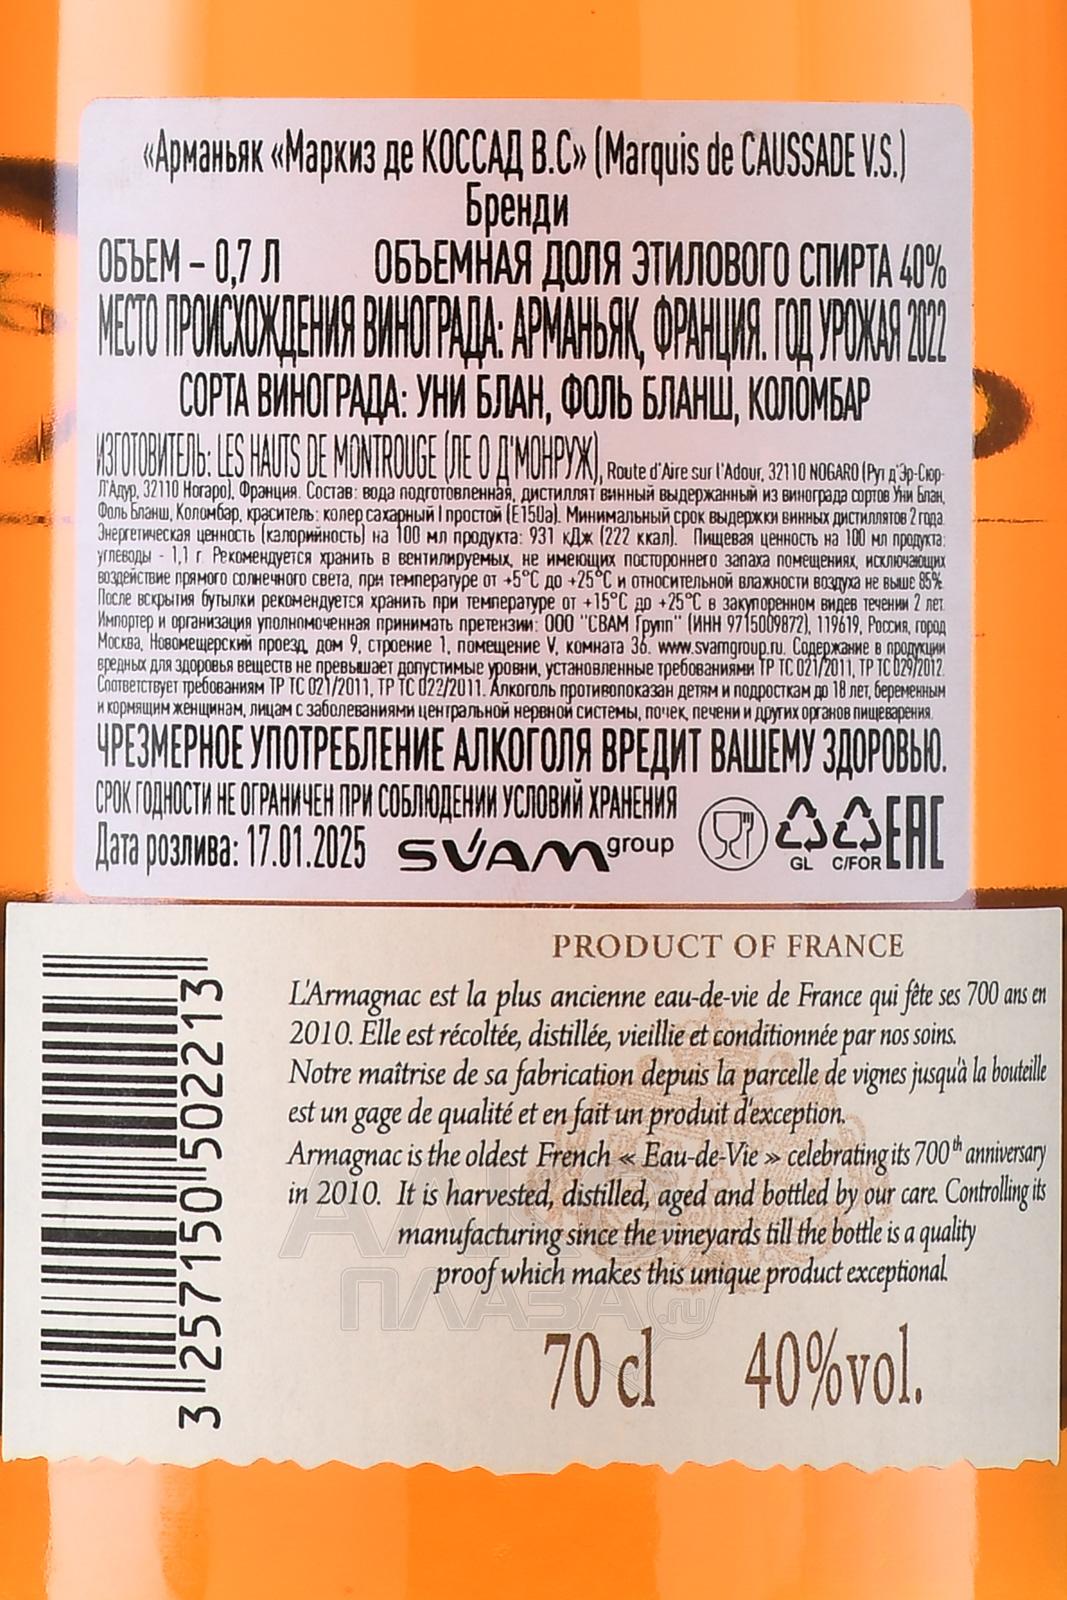 «Арманьяк «Маркиз де КОССАД В.С» (Marquis de CAUSSADE V.S.)
Бренди
ОБЪЕМ – 0,7 Л ОБЪЕМНАЯ ДОЛЯ ЭТИЛОВОГО СПИРТА 40%
МЕСТО ПРОИСХОЖДЕНИЯ ВИНОГРАДА: АРМАНЬЯК, ФРАНЦИЯ. ГОД УРОЖАЯ 2022
СОРТА ВИНОГРАДА: УНИ БЛАН, ФОЛЬ БЛАНШ, КОЛОМБАР
ИЗГОТОВИТЕЛЬ: LES HAUTS DE MONTROUGE (ЛЕ О Д'МОНРУЖ), Route d'Aire sur l'Adour, 32110 NOGARO (Рут д'Эр-Сюр-
Л'Адур, 32110 Ногаро), Франция. Состав: вода подготовленная, дистиллят винный выдержанный из винограда сортов Уни Блан,
Фоль Бланш, Коломбар, краситель: колер сахарный I простой (E150a). Минимальный срок выдержки винных дистиллятов 2 года.
Энергетическая ценность (калорийность) на 100 мл продукта: 931 кДж (222 ккал). Пищевая ценность на 100 мл продукта:
углеводы - 1,1 г. Рекомендуется хранить в вентилируемых, не имеющих постороннего запаха помещениях, исключающих
воздействие прямого солнечного света, при температуре от +5°C до +25°C и относительной влажности воздуха не выше 85%.
После вскрытия бутылки рекомендуется хранить при температуре от +15°C до +25°C в закупоренном видев течении 2 лет.
Импортер и организация уполномоченная принимать претензии: ООО "СВАМ Групп" (ИНН 9715009872), 119619, Россия, город
Москва, Новомещерский проезд, дом 9, строение 1, помещение V, комната 36. www.svamgroup.ru. Содержание в продукции
вредных для здоровья веществ не превышает допустимые уровни, установленные требованиями ТР ТС 021/2011, ТР ТС 029/2012.
Соответствует требованиям ТР ТС 021/2011, ТР ТС 022/2011. Алкоголь противопоказан детям и подросткам до 18 лет, беременным
и кормящим женщинам, лицам с заболеваниями центральной нервной системы, почек, печени и других органов пищеварения.
ЧРЕЗМЕРНОЕ УПОТРЕБЛЕНИЕ АЛКОГОЛЯ ВРЕДИТ ВАШЕМУ ЗДОРОВЬЮ.
СРОК ГОДНОСТИ НЕ ОГРАНИЧЕН ПРИ СОБЛЮДЕНИИ УСЛОВИЙ ХРАНЕНИЯ
Дата розлива: 17.01.2025 SVAM group GL C/FOR EAC
PRODUCT OF FRANCE
L'Armagnac est la plus ancienne eau-de-vie de France qui fête ses 700 ans en
2010. Elle est récoltée, distillée, vieillie et conditionnée par nos soins.
Notre maîtrise de sa fabrication depuis la parcelle de vignes jusqu'à la bouteille
est un gage de qualité et en fait un produit d'exception.
Armagnac is the oldest French « Eau-de-Vie » celebrating its 700th anniversary
in 2010. It is harvested, distilled, aged and bottled by our care. Controlling its
manufacturing since the vineyards till the bottle is a quality
proof which makes this unique product exceptional.
70 cl 40%vol.
3 257150 502213
АЛКО
ПЛАЗА.ru